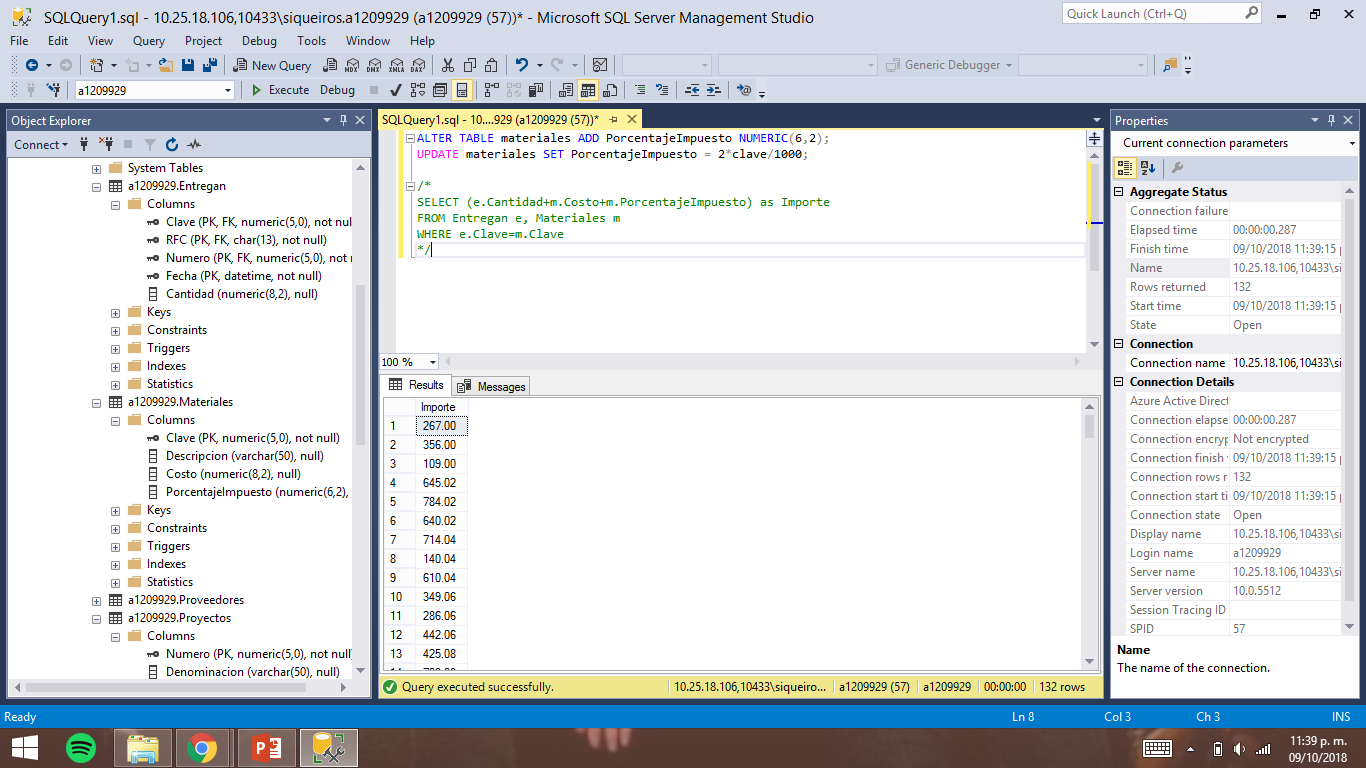 SQLQuery1.sql - 10.25.18.106,10433\siqueiros.a1209929 (a1209929 (57))* - Microsoft SQL Server Management Studio
Quick Launch (Ctrl+Q)
File Edit View Query Project Debug Tools Window Help
New Query
MDX DMX XMLA DAX
Generic Debugger
a1209929
Execute Debug
Object Explorer
Connect
System Tables
a1209929.Entregan
Columns
Clave (PK, FK, numeric(5,0), not nul
RFC (PK, FK, char(13), not null)
Numero (PK, FK, numeric(5,0), not
Fecha (PK, datetime, not null)
Cantidad (numeric(8,2), null)
Keys
Constraints
Triggers
Indexes
Statistics
a1209929.Materiales
Columns
Clave (PK, numeric(5,0), not null)
Descripcion (varchar(50), null)
Costo (numeric(8,2), null)
PorcentajeImpuesto (numeric(6,2),
Keys
Constraints
Triggers
Indexes
Statistics
a1209929.Proveedores
a1209929.Proyectos
Columns
Numero (PK, numeric(5,0), not null
Denominacion (varchar(50), null)
SQLQuery1.sql - 10....929 (a1209929 (57))*
ALTER TABLE materiales ADD PorcentajeImpuesto NUMERIC(6,2);
UPDATE materiales SET PorcentajeImpuesto = 2*clave/1000;
/*
SELECT (e.Cantidad+m.Costo+m.PorcentajeImpuesto) as Importe
FROM Entregan e, Materiales m
WHERE e.Clave=m.Clave
*/
100 %
Results Messages
Importe
1 267.00
2 356.00
3 109.00
4 645.02
5 784.02
6 640.02
7 714.04
8 140.04
9 610.04
10 349.06
11 286.06
12 442.06
13 425.08
Query executed successfully. 10.25.18.106,10433\siqueiro... a1209929 (57) a1209929 00:00:00 132 rows
Properties
Current connection parameters
Aggregate Status
Connection failure
Elapsed time 00:00:00.287
Finish time 09/10/2018 11:39:15
Name 10.25.18.106,10433\si
Rows returned 132
Start time 09/10/2018 11:39:15
State Open
Connection
Connection name 10.25.18.106,10433\si
Connection Details
Azure Active Direct
Connection elapse 00:00:00.287
Connection encryp Not encrypted
Connection finish 09/10/2018 11:39:15
Connection rows r 132
Connection start ti 09/10/2018 11:39:15
Connection state Open
Display name 10.25.18.106,10433\si
Login name a1209929
Server name 10.25.18.106,10433\si
Server version 10.0.5512
Session Tracing ID
SPID 57
Name
The name of the connection.
Ready Ln 8 Col 3 Ch 3 INS
11:39 p. m.
09/10/2018